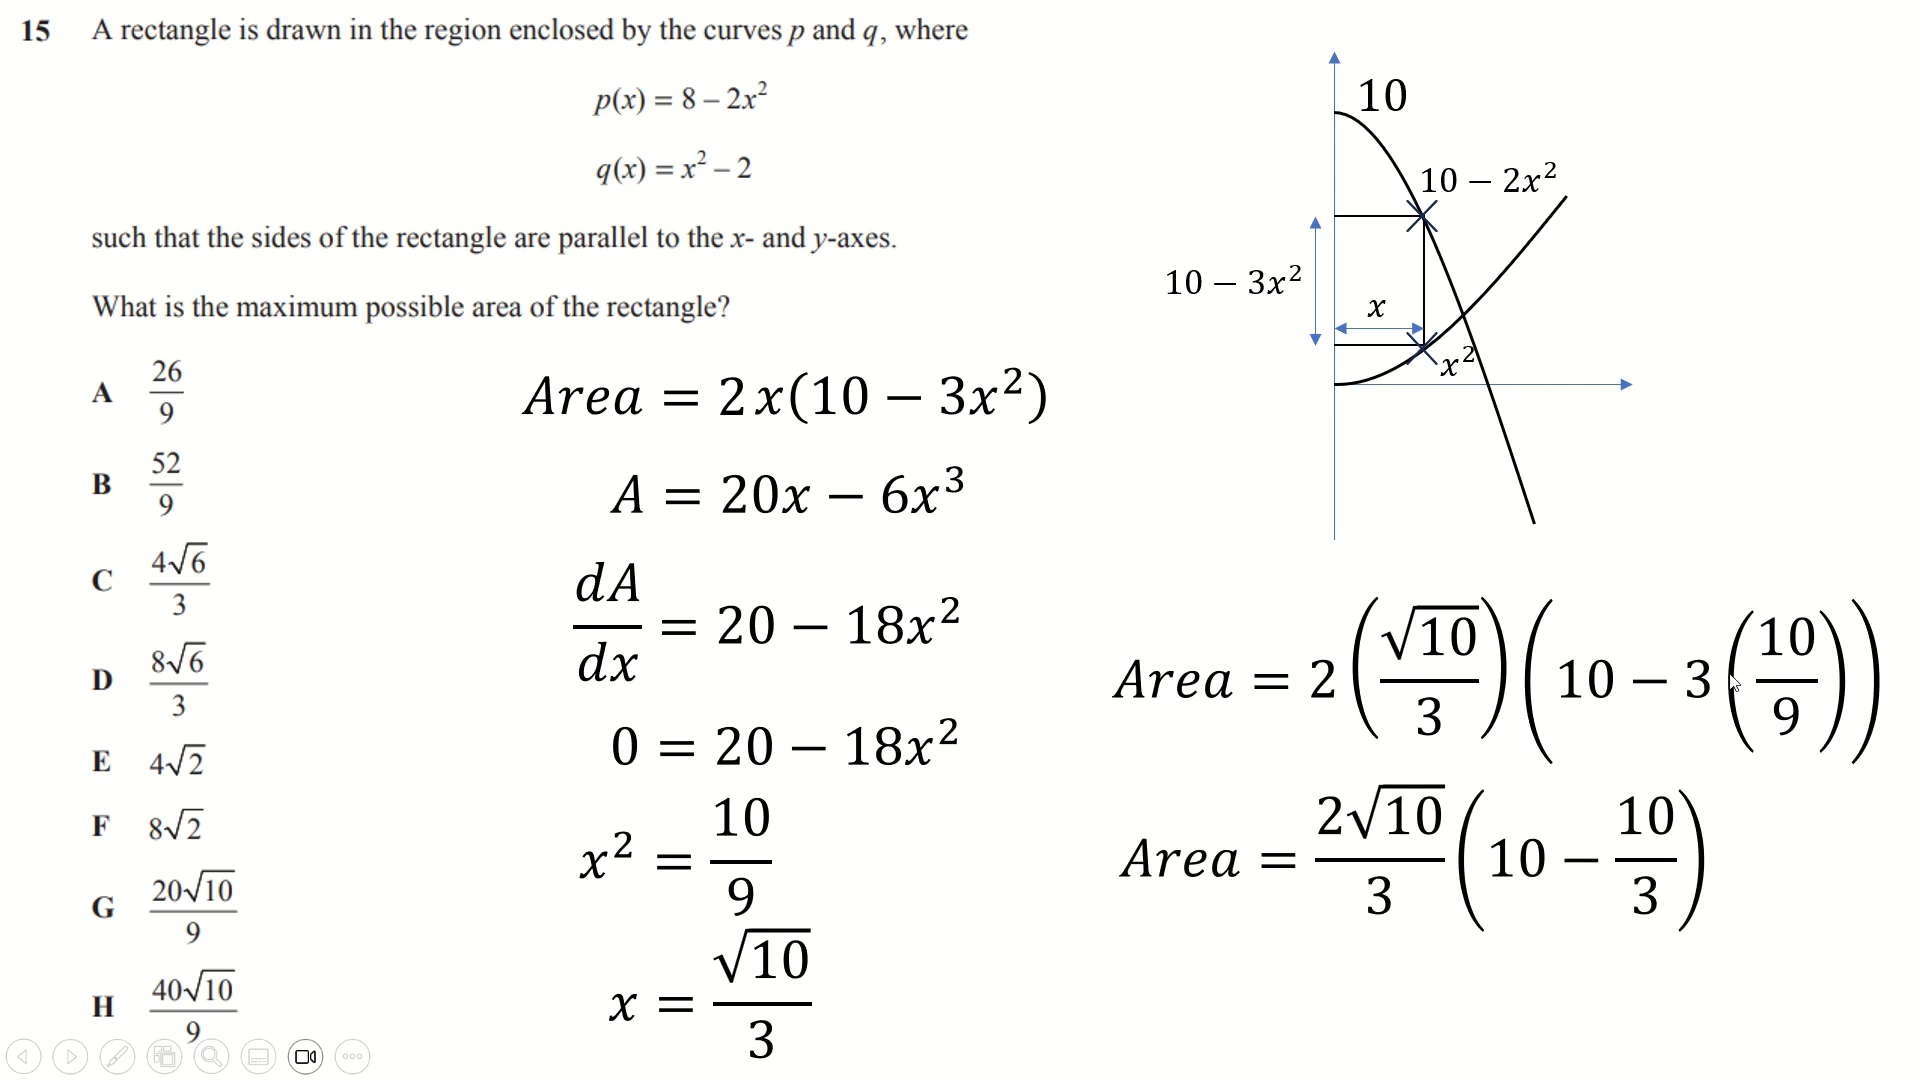 15 A rectangle is drawn in the region enclosed by the curves p and q, where
p(x) = 8 – 2x²
q(x) = x² – 2
such that the sides of the rectangle are parallel to the x- and y-axes.
What is the maximum possible area of the rectangle?
A 26/9
B 52/9
C 4√6/3
D 8√6/3
E 4√2
F 8√2
G 20√10/9
H 40√10/9
Area = 2x(10 − 3x²)
A = 20x − 6x³
dA/dx = 20 − 18x²
0 = 20 − 18x²
x² = 10/9
x = √10/3
10
10 − 2x²
10 − 3x²
x
x²
Area = 2(√10/3)(10 − 3(10/9))
Area = 2√10/3(10 − 10/3)